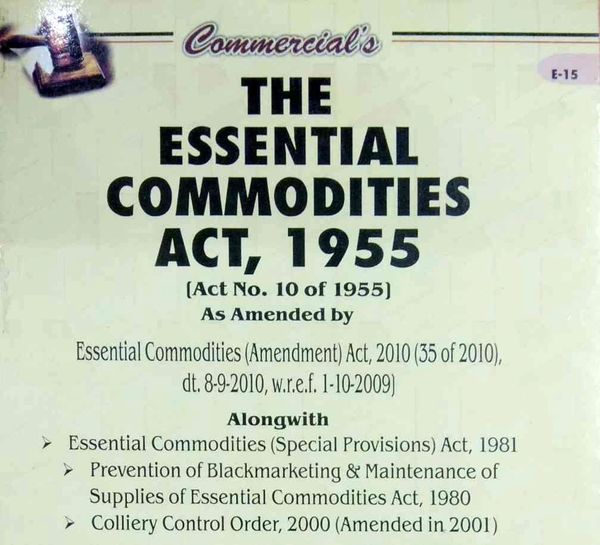 Commercial's
E-15
THE
ESSENTIAL
COMMODITIES
ACT, 1955
(Act No. 10 of 1955)
As Amended by
Essential Commodities (Amendment) Act, 2010 (35 of 2010),
dt. 8-9-2010, w.r.e.f. 1-10-2009)
Alongwith
➢ Essential Commodities (Special Provisions) Act, 1981
➢ Prevention of Blackmarketing & Maintenance of
Supplies of Essential Commodities Act, 1980
➢ Colliery Control Order, 2000 (Amended in 2001)